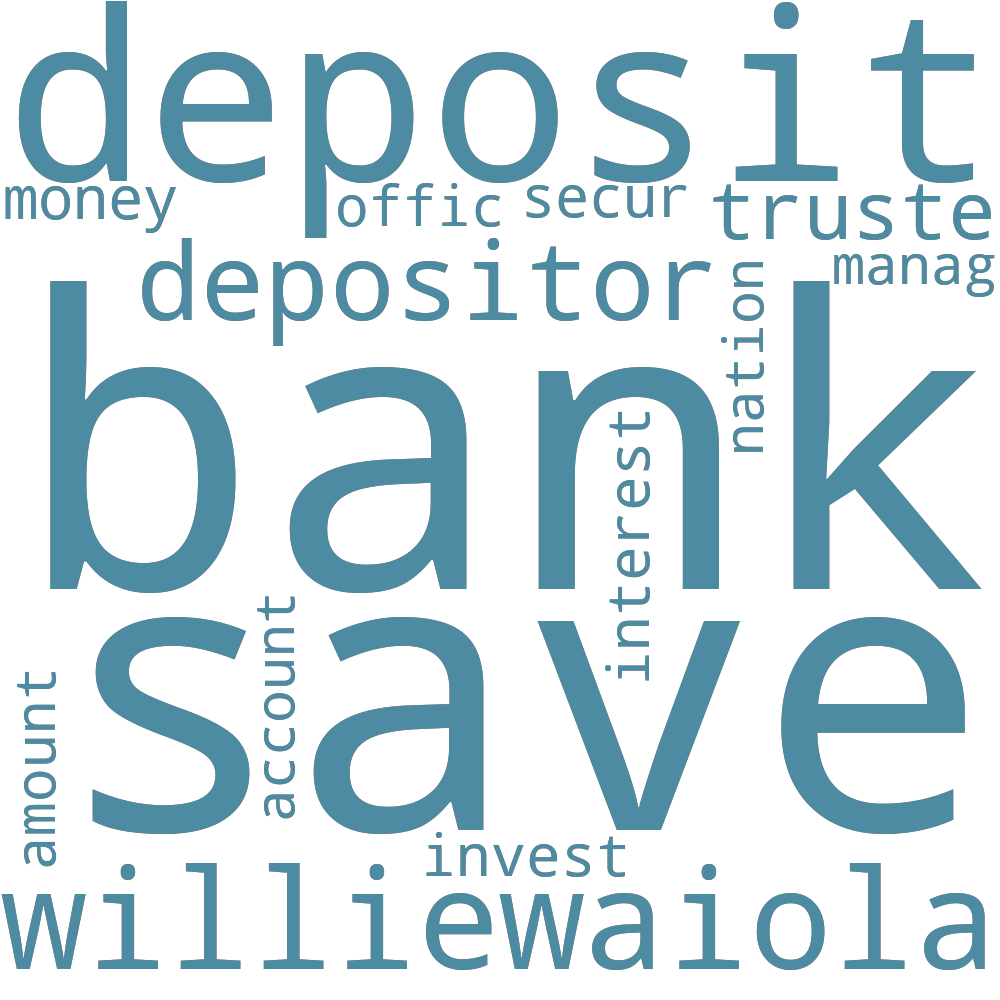 deposit
money offic secur truste
depositor manag
nation
bank
interest
save
account
amount
invest
williewaiola